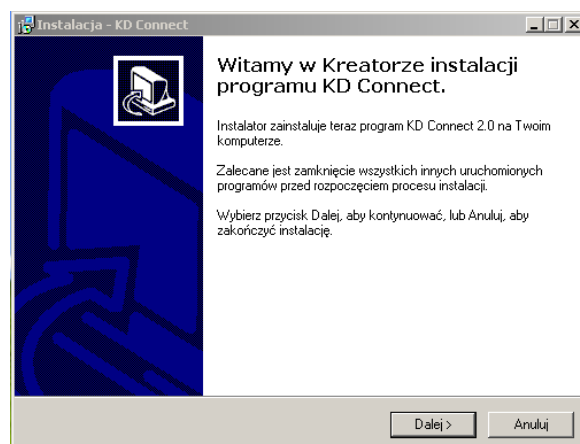 Instalacja - KD Connect
Witamy w Kreatorze instalacji
programu KD Connect.
Instalator zainstaluje teraz program KD Connect 2.0 na Twoim
komputerze.
Zalecane jest zamknięcie wszystkich innych uruchomionych
programów przed rozpoczęciem procesu instalacji.
Wybierz przycisk Dalej, aby kontynuować, lub Anuluj, aby
zakończyć instalację.
Dalej >
Anuluj